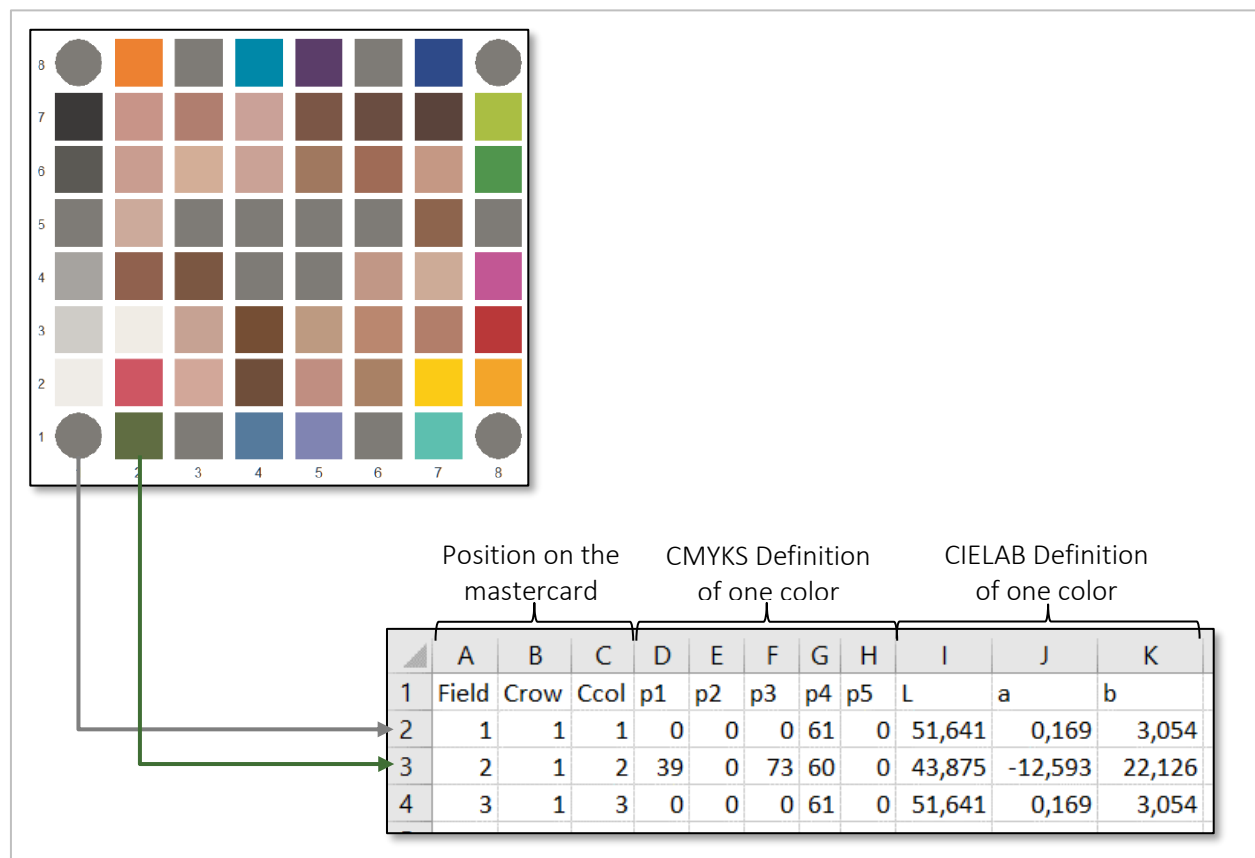 8
7
6
5
4
3
2
1
1 2 3 4 5 6 7 8
Position on the
mastercard
CMYKS Definition
of one color
CIELAB Definition
of one color
A B C D E F G H I J K
1 Field Crow Ccol p1 p2 p3 p4 p5 L a b
2 1 1 1 0 0 0 61 0 51,641 0,169 3,054
3 2 1 2 39 0 73 60 0 43,875 -12,593 22,126
4 3 1 3 0 0 0 61 0 51,641 0,169 3,054